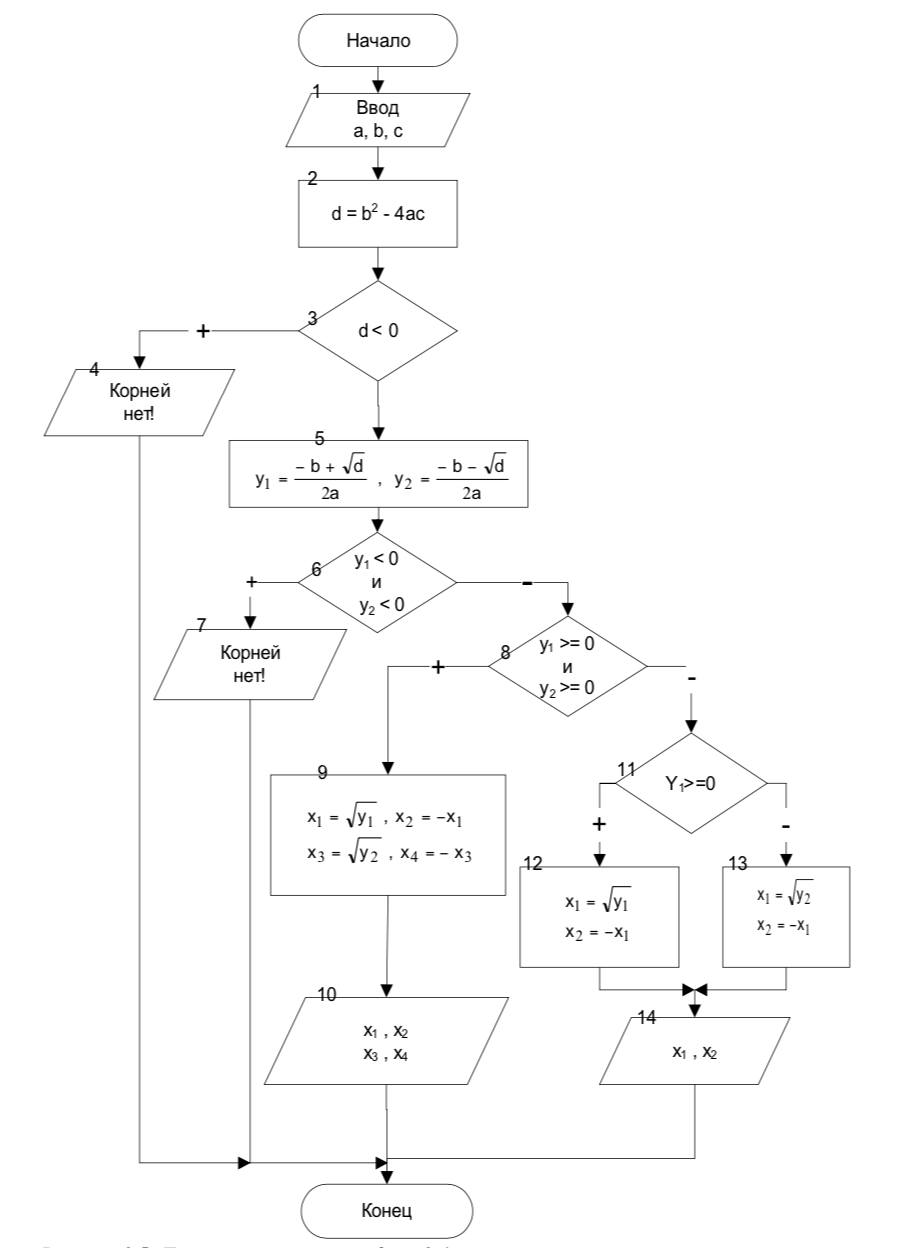 Начало
1
Ввод
a, b, c
2
d = b² - 4ac
3
d < 0
+
4
Корней
нет!
5
y₁ = (− b + √d) / 2a , y₂ = (− b − √d) / 2a
6
y₁ < 0
и
y₂ < 0
+
-
7
Корней
нет!
8
y₁ >= 0
и
y₂ >= 0
+
-
11
Y₁>=0
+
-
9
x₁ = √y₁ , x₂ = −x₁
x₃ = √y₂ , x₄ = − x₃
12
x₁ = √y₁
x₂ = −x₁
13
x₁ = √y₂
x₂ = −x₁
10
x₁ , x₂
x₃ , x₄
14
x₁ , x₂
Конец